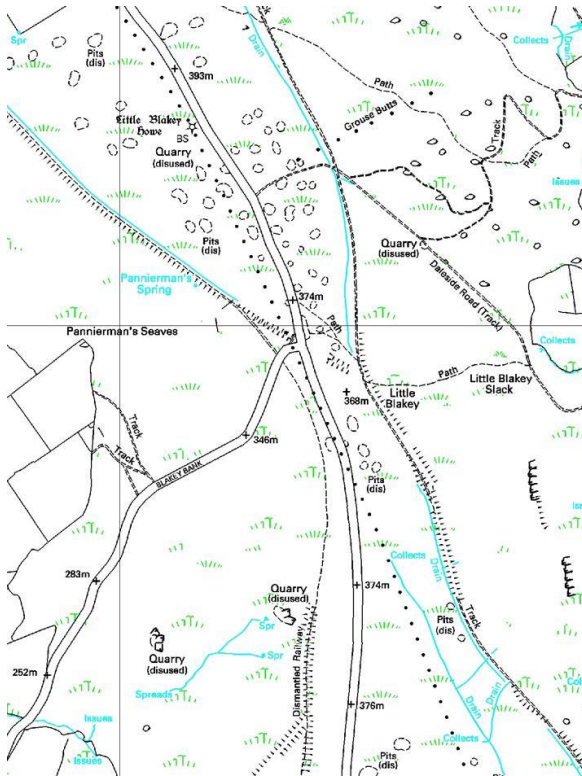 Spr
Pits
(dis)
Drain
Collects
Drain
393m
Path
Grouse Butts
Little Blakey
Howe
BS
Quarry
(disused)
Track
Path
Issues
Pits
(dis)
Quarry
(disused)
Pannierman's
Spring
Daleside Road (Track)
374m
Pannierman's Seaves
Path
Collects
Path
Little Blakey
Slack
368m
Little
Blakey
Track
346m
Track
BLAKEY BANK
Pits
(dis)
Collects
Drain
283m
Quarry
(disused)
374m
Track
Pits
(dis)
Spr
Quarry
(disused)
Spr
Dismantled Railway
252m
Spreads
Drain
Drain
376m
Issues
Issues
Collects
Pits
(dis)